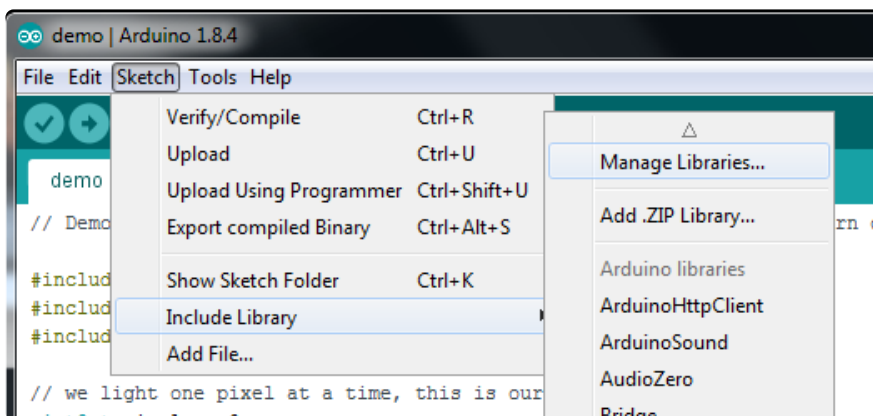 demo | Arduino 1.8.4
File Edit Sketch Tools Help
Verify/Compile Ctrl+R
Upload Ctrl+U
Upload Using Programmer Ctrl+Shift+U
Export compiled Binary Ctrl+Alt+S
Show Sketch Folder Ctrl+K
Include Library
Add File...
Manage Libraries...
Add .ZIP Library...
Arduino libraries
ArduinoHttpClient
ArduinoSound
AudioZero
Bridge
demo
// Demo
rn
#includ
#includ
#includ
// we light one pixel at a time, this is our